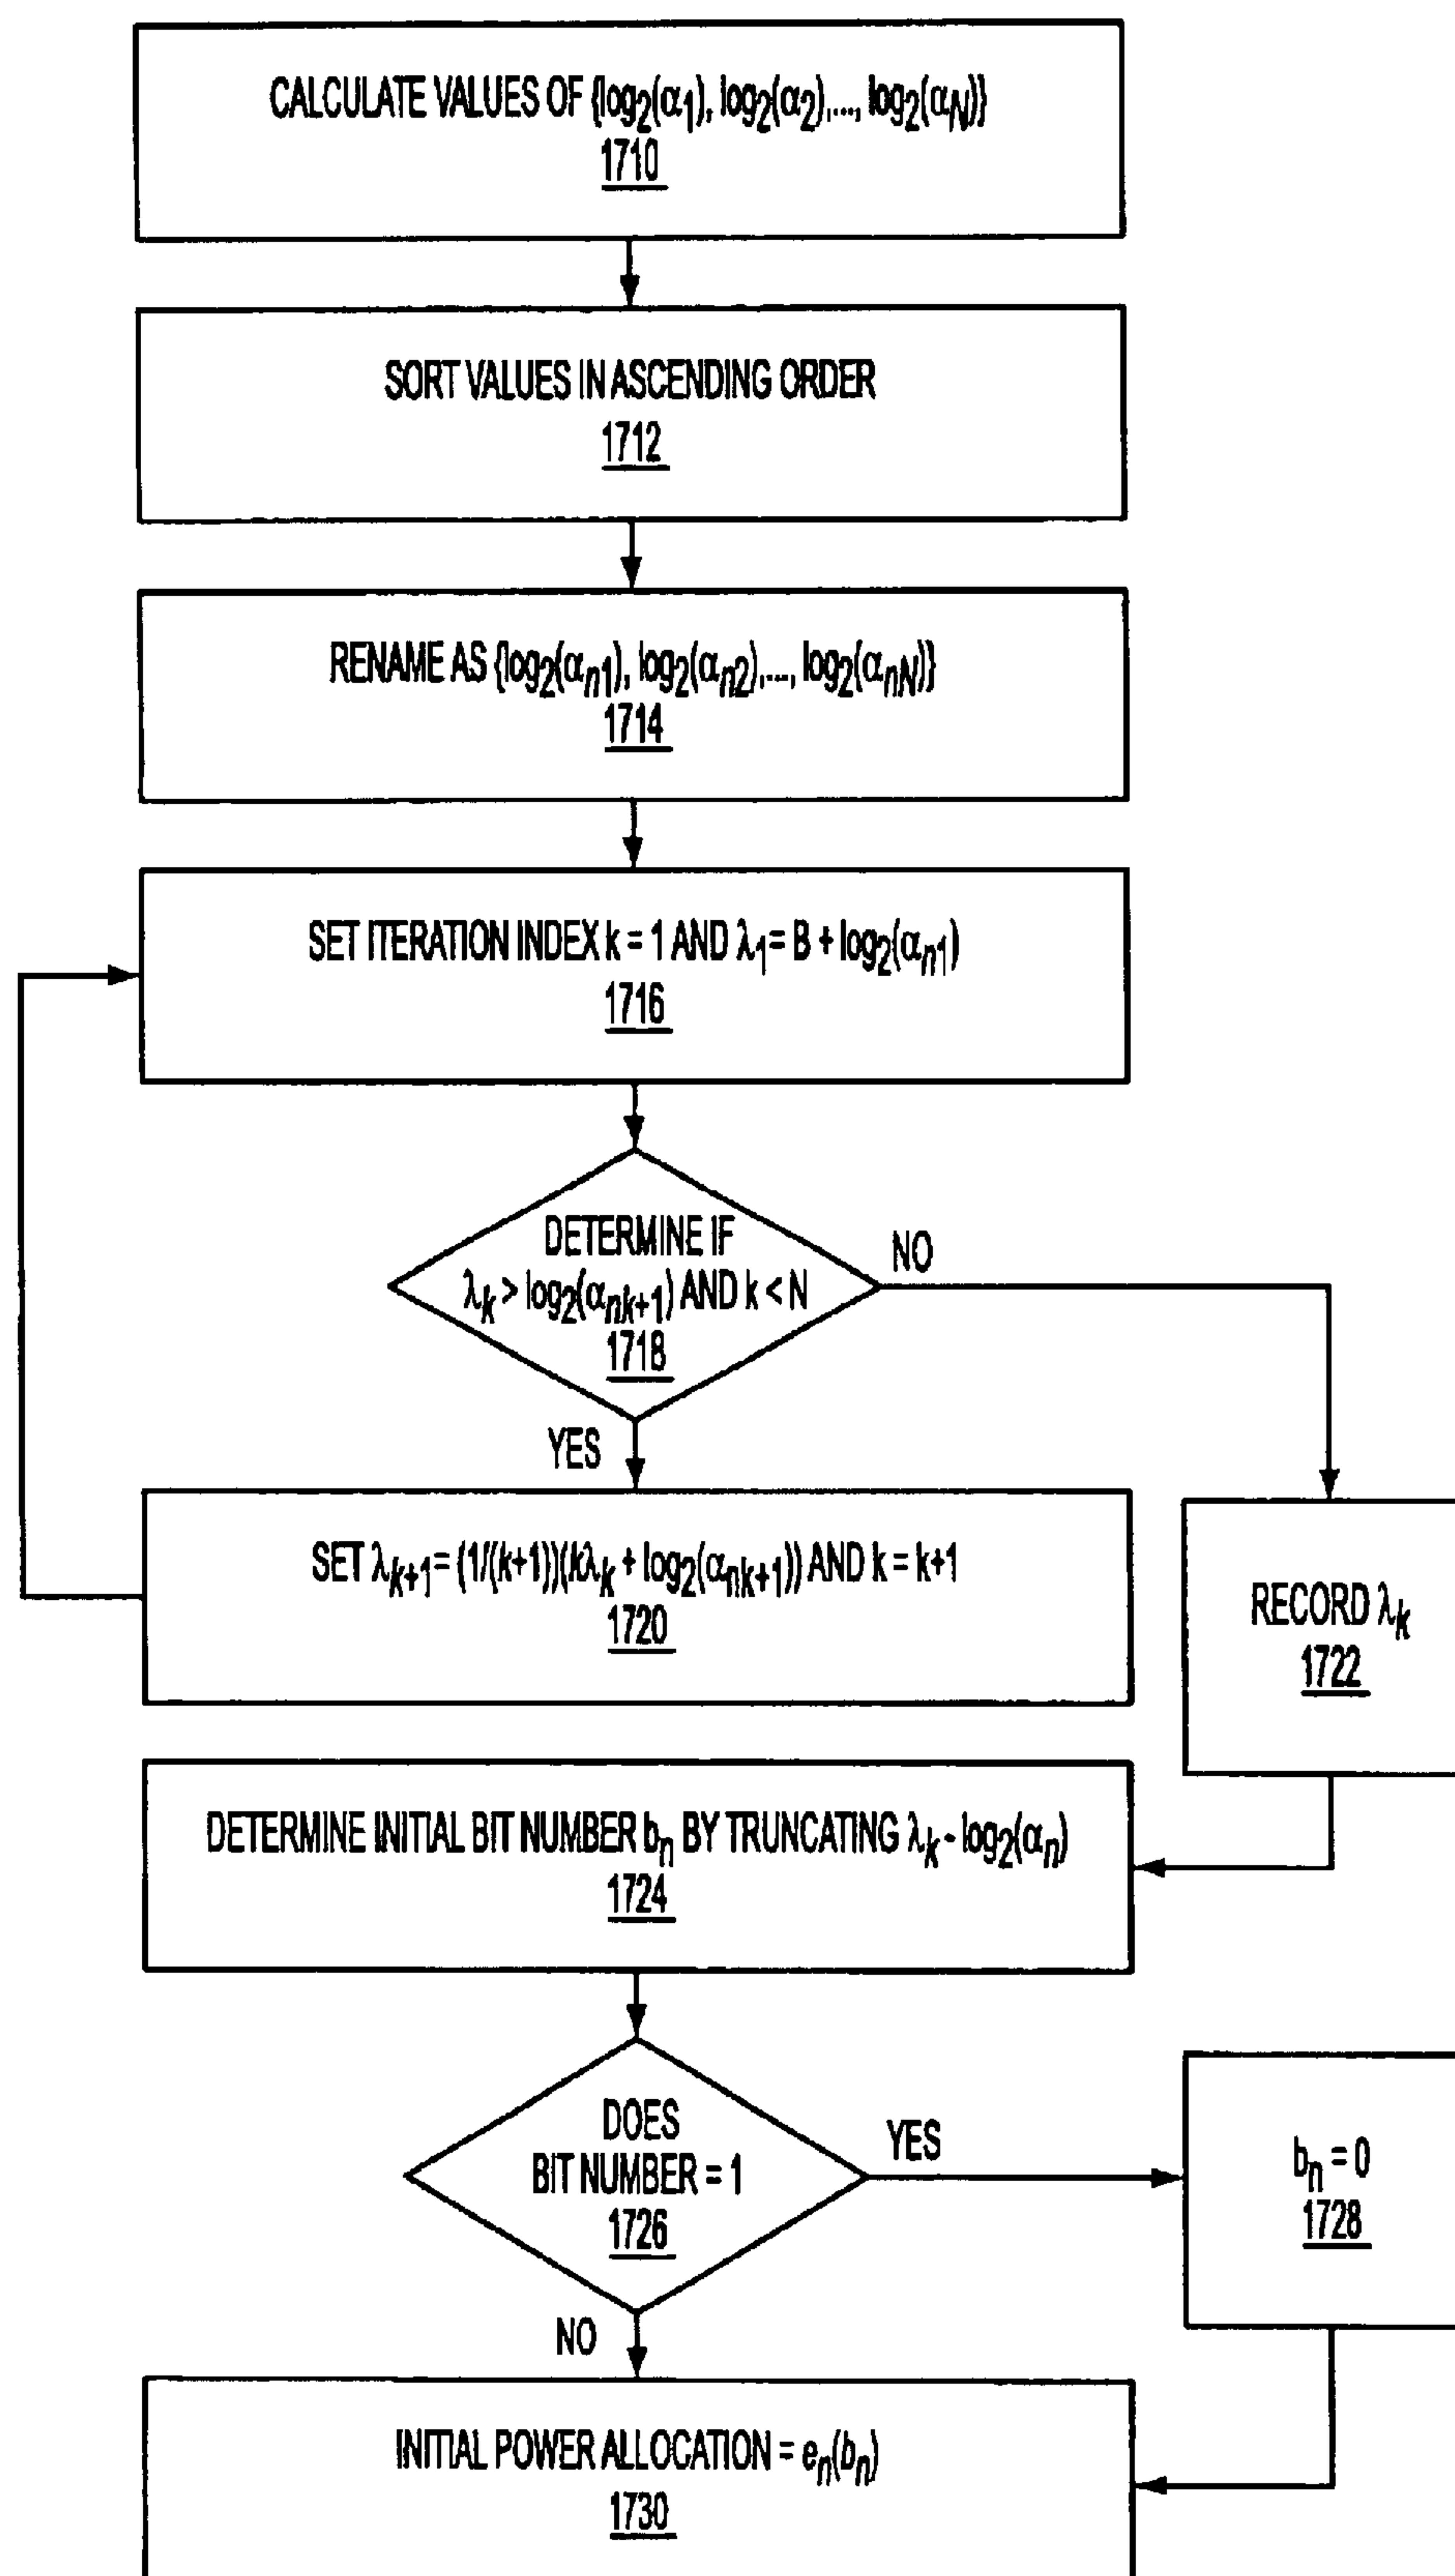 CALCULATE VALUES OF {log2(α1), log2(α2),..., log2(αN)}
1710
SORT VALUES IN ASCENDING ORDER
1712
RENAME AS {log2(αn1), log2(αn2),..., log2(αnN)}
1714
SET ITERATION INDEX k = 1 AND λ1 = B + log2(αn1)
1716
DETERMINE IF
λk > log2(αnk+1) AND k < N
1718
NO
YES
SET λk+1 = (1/(k+1))(kλk + log2(αnk+1)) AND k = k+1
1720
RECORD λk
1722
DETERMINE INITIAL BIT NUMBER bn BY TRUNCATING λk - log2(αn)
1724
DOES
BIT NUMBER = 1
1726
YES
bn = 0
1728
NO
INITIAL POWER ALLOCATION = en(bn)
1730